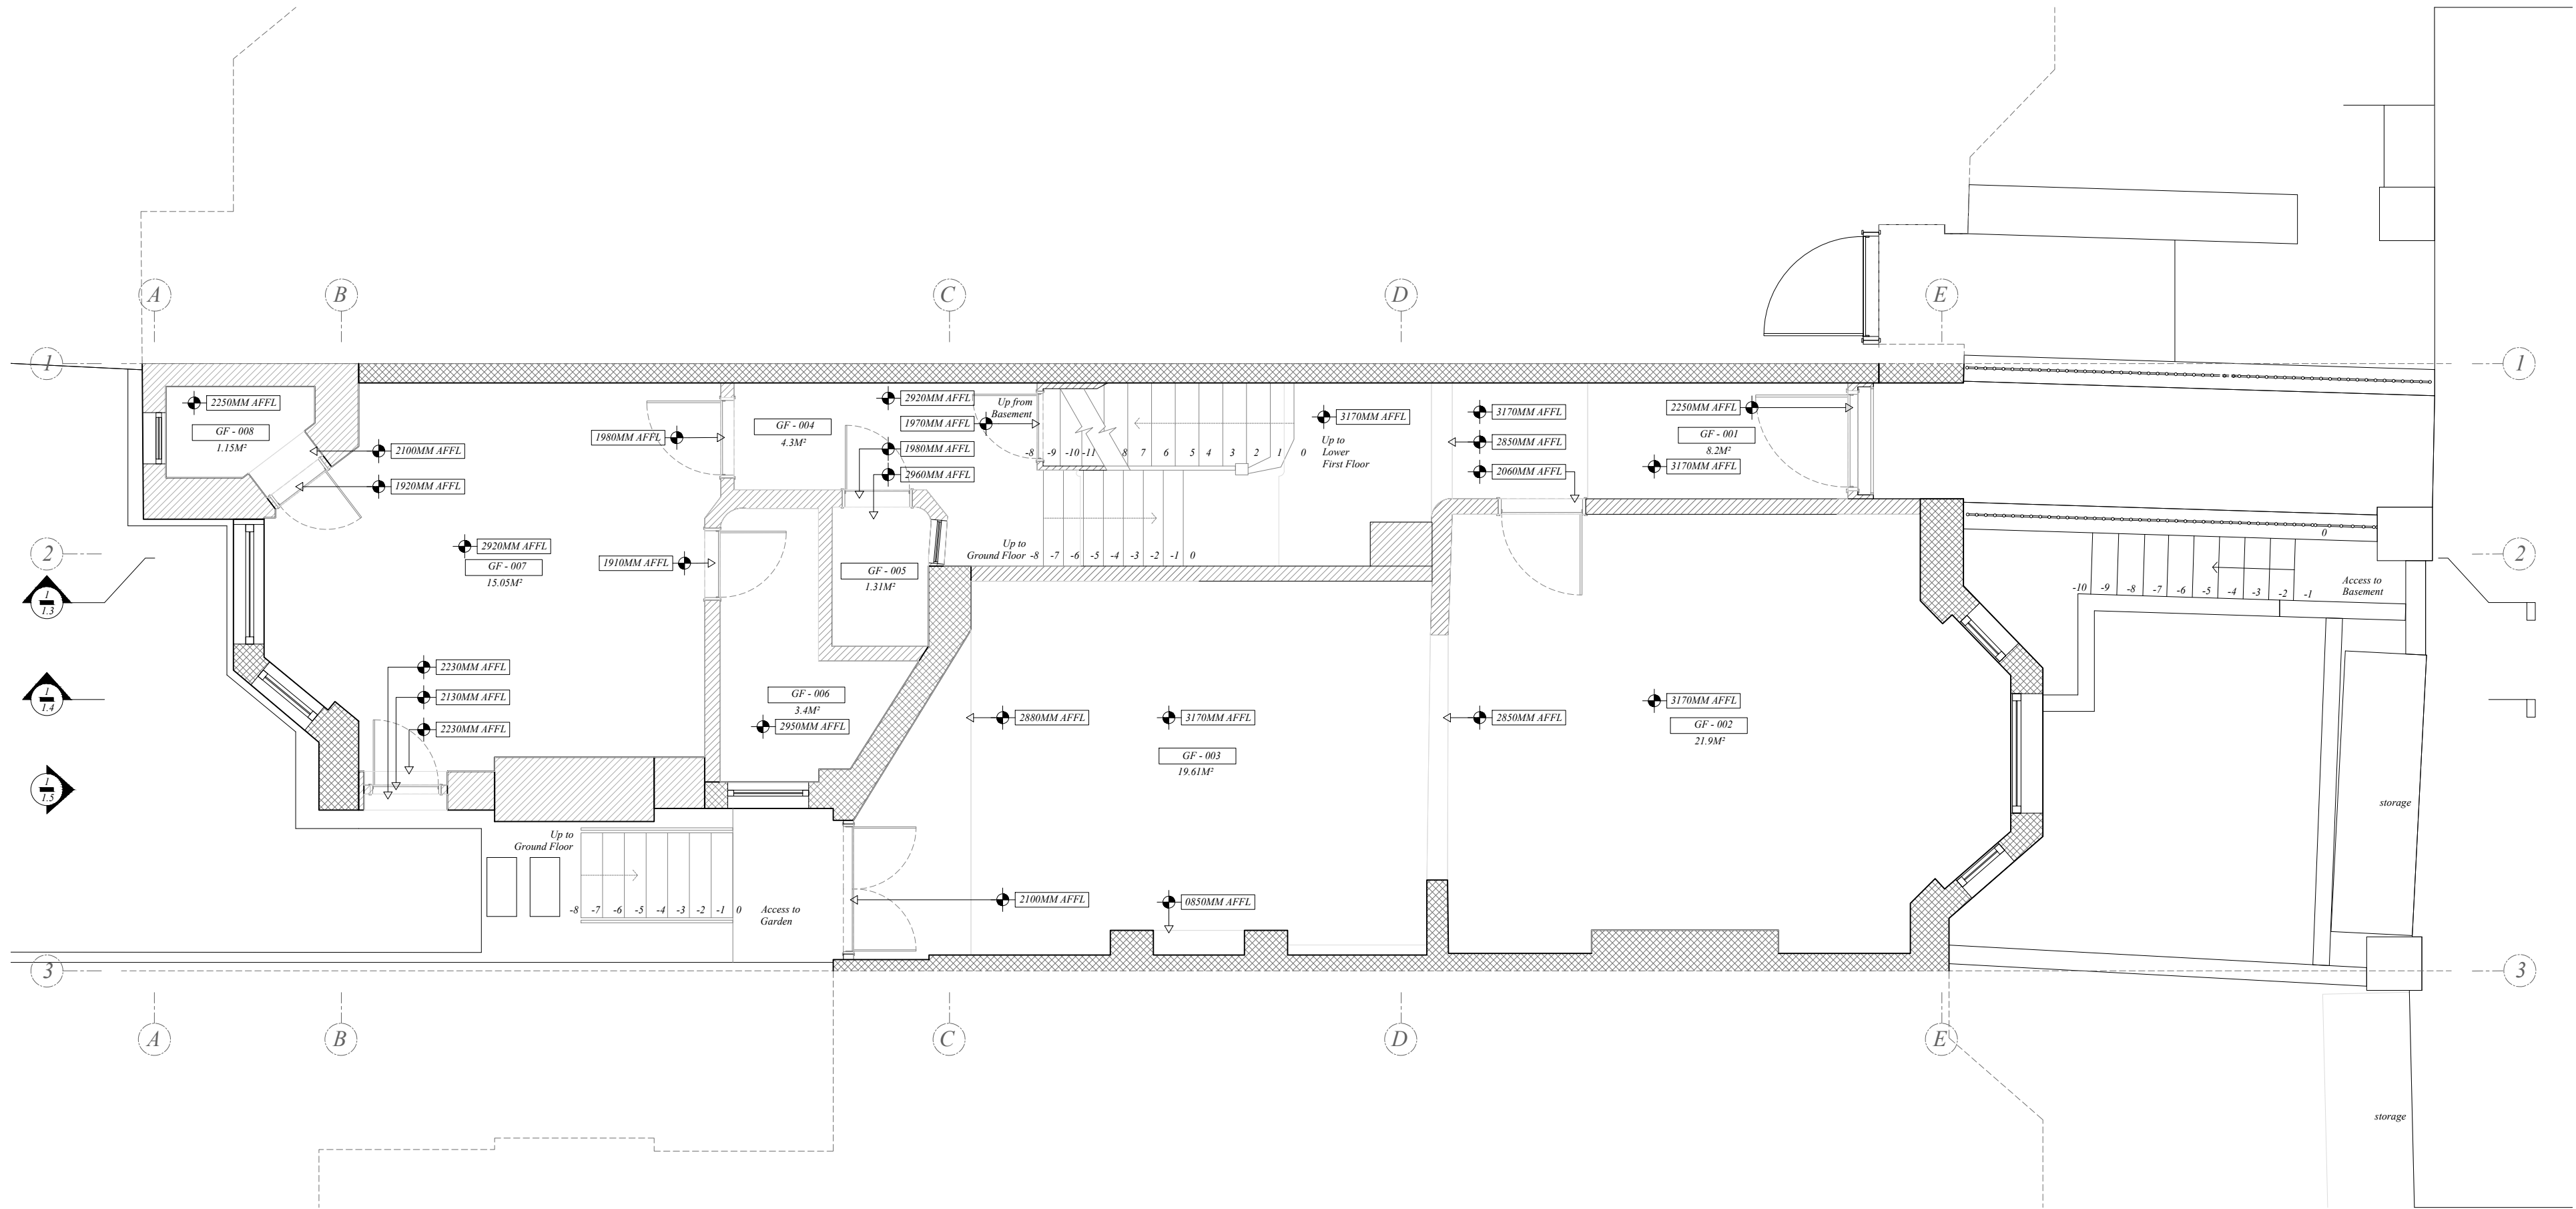 A
B
C
D
E
1
1
2250MM AFFL
GF - 008
1.15M²
2100MM AFFL
1920MM AFFL
1980MM AFFL
GF - 004
4.3M²
2920MM AFFL
1970MM AFFL
1980MM AFFL
2960MM AFFL
Up from
Basement
-8 -9 -10 -11 8 7 6 5 4 3 2 1 0
3170MM AFFL
Up to
Lower
First Floor
3170MM AFFL
2850MM AFFL
2060MM AFFL
2250MM AFFL
GF - 001
8.2M²
3170MM AFFL
2
2
2920MM AFFL
GF - 007
15.05M²
1910MM AFFL
GF - 005
1.31M²
Up to
Ground Floor -8 -7 -6 -5 -4 -3 -2 -1 0
0
-10 -9 -8 -7 -6 -5 -4 -3 -2 -1
Access to
Basement
1
1.3
1
1.4
1
1.5
2230MM AFFL
2130MM AFFL
2230MM AFFL
GF - 006
3.4M²
2950MM AFFL
2880MM AFFL
3170MM AFFL
GF - 003
19.61M²
2850MM AFFL
3170MM AFFL
GF - 002
21.9M²
storage
Up to
Ground Floor
-8 -7 -6 -5 -4 -3 -2 -1 0
Access to
Garden
2100MM AFFL
0850MM AFFL
3
3
A
B
C
D
E
storage